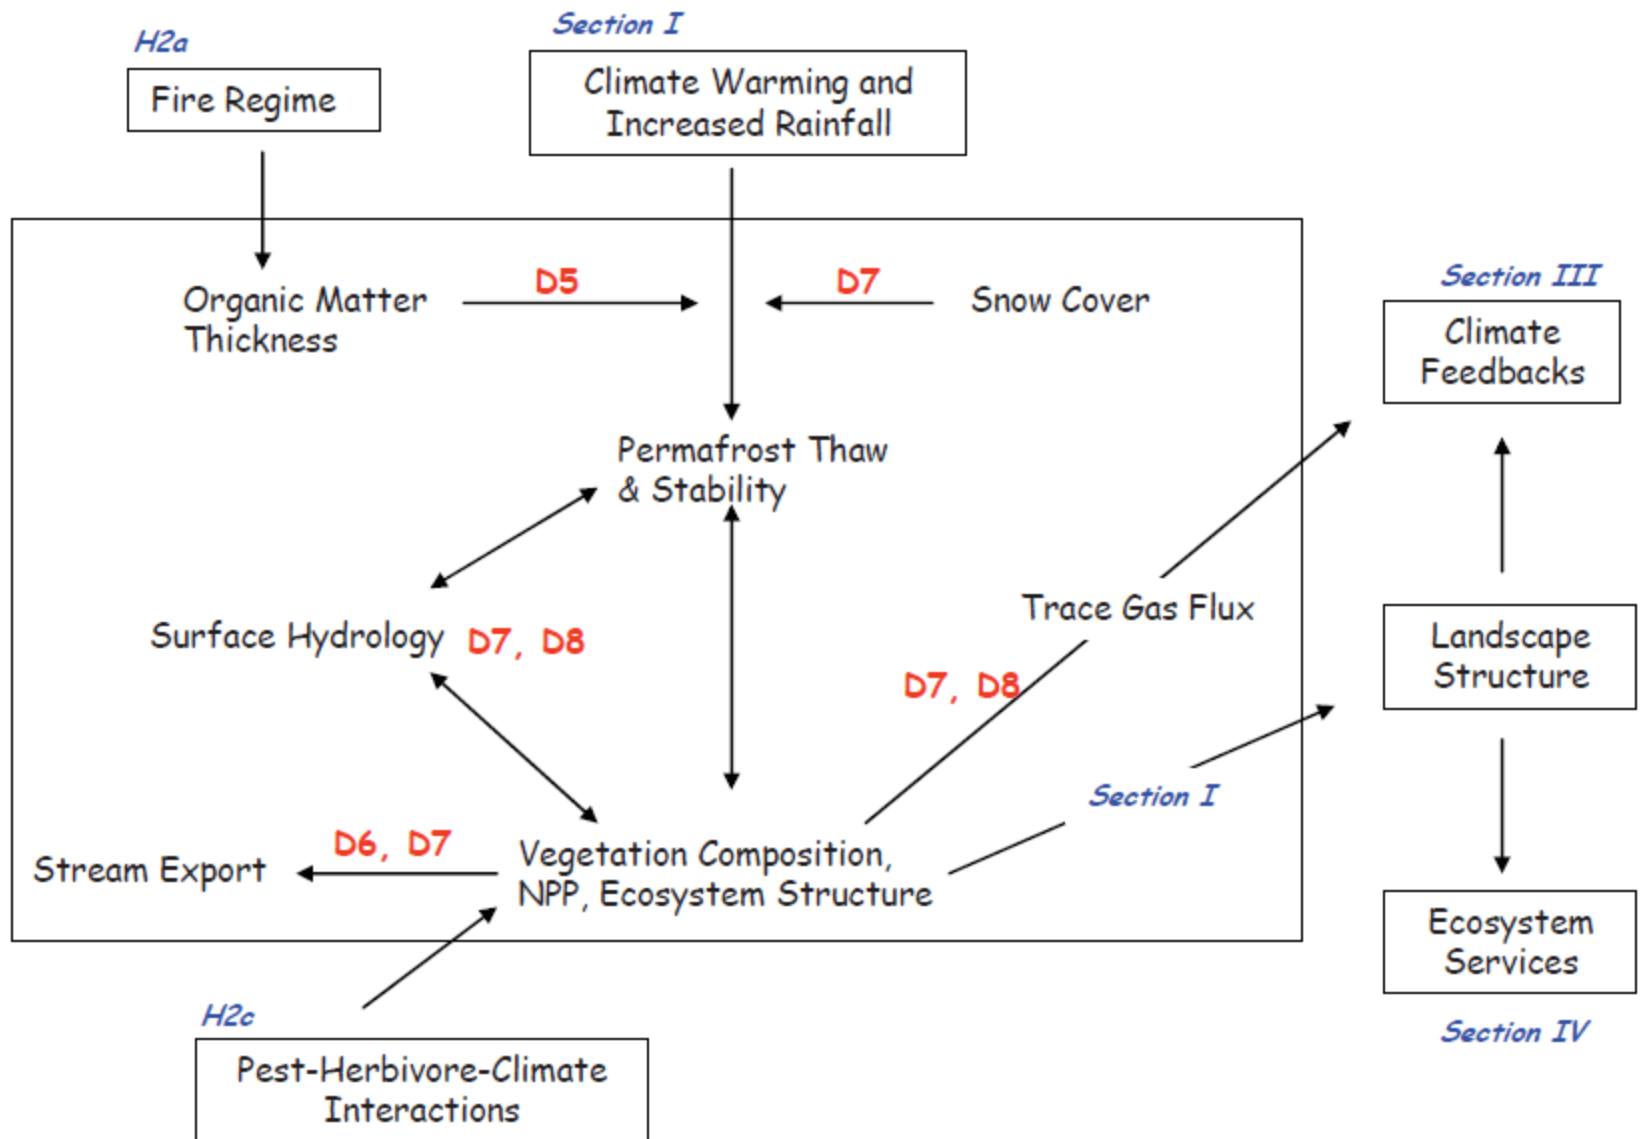 H2a
Section I
Fire Regime
Climate Warming and
Increased Rainfall
D5
D7
Organic Matter
Thickness
Snow Cover
Section III
Climate
Feedbacks
Permafrost Thaw
& Stability
Trace Gas Flux
Surface Hydrology
D7, D8
Landscape
Structure
D7, D8
Section I
D6, D7
Stream Export
Vegetation Composition,
NPP, Ecosystem Structure
Ecosystem
Services
Section IV
H2c
Pest-Herbivore-Climate
Interactions